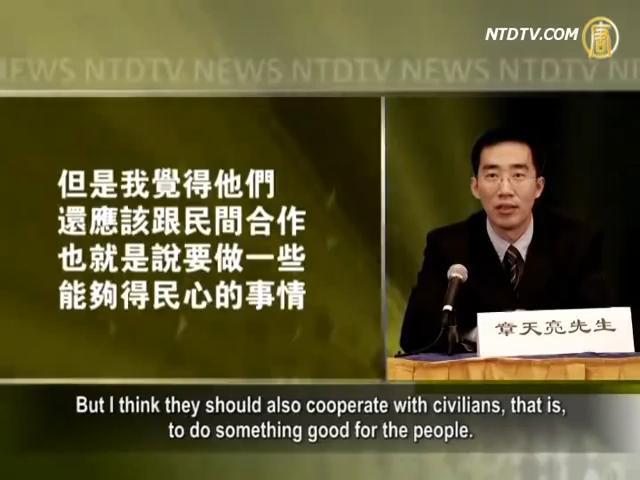 NTDTV.COM
NEWS NTDTV NEWS NTDTV NEWS NTDTV NEWS
但是我覺得他們
還應該跟民間合作
也就是說要做一些
能夠得民心的事情
章天亮先生
But I think they should also cooperate with civilians, that is,
to do something good for the people.